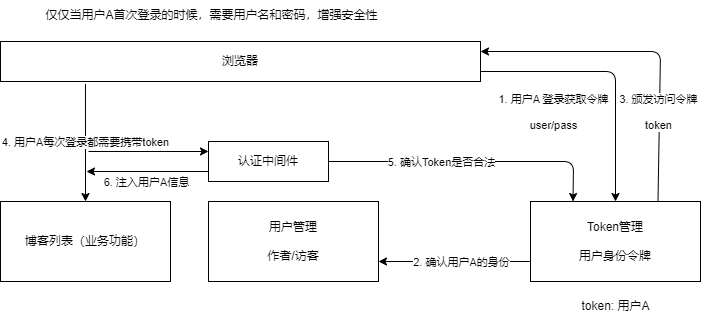 仅仅当用户A首次登录的时候，需要用户名和密码，增强安全性
浏览器
1. 用户A 登录获取令牌
user/pass
3. 颁发访问令牌
token
4. 用户A每次登录都需要携带token
认证中间件
5. 确认Token是否合法
6. 注入用户A信息
博客列表（业务功能）
用户管理
作者/访客
2. 确认用户A的身份
Token管理
用户身份令牌
token: 用户A